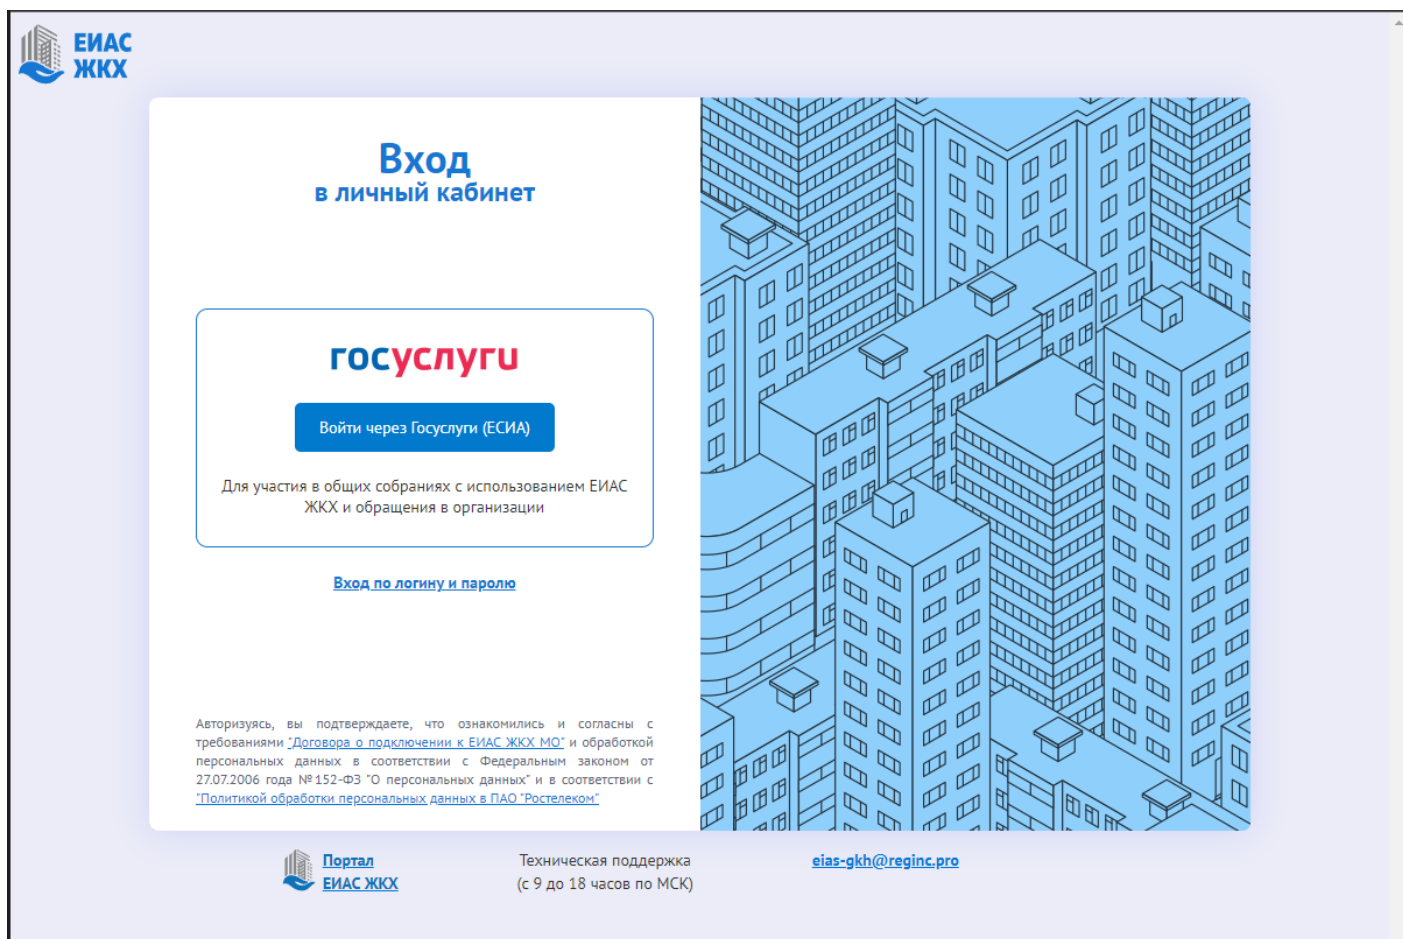 ЕИАС
ЖКХ
Вход
в личный кабинет
госуслуги
Войти через Госуслуги (ЕСИА)
Для участия в общих собраниях с использованием ЕИАС
ЖКХ и обращения в организации
Вход по логину и паролю
Авторизуясь, вы подтверждаете, что ознакомились и согласны с
требованиями "Договора о подключении к ЕИАС ЖКХ МО" и обработкой
персональных данных в соответствии с Федеральным законом от
27.07.2006 года №152-ФЗ "О персональных данных" и в соответствии с
"Политикой обработки персональных данных в ПАО "Ростелеком"
Портал
ЕИАС ЖКХ
Техническая поддержка
(с 9 до 18 часов по МСК)
eias-gkh@reginc.pro